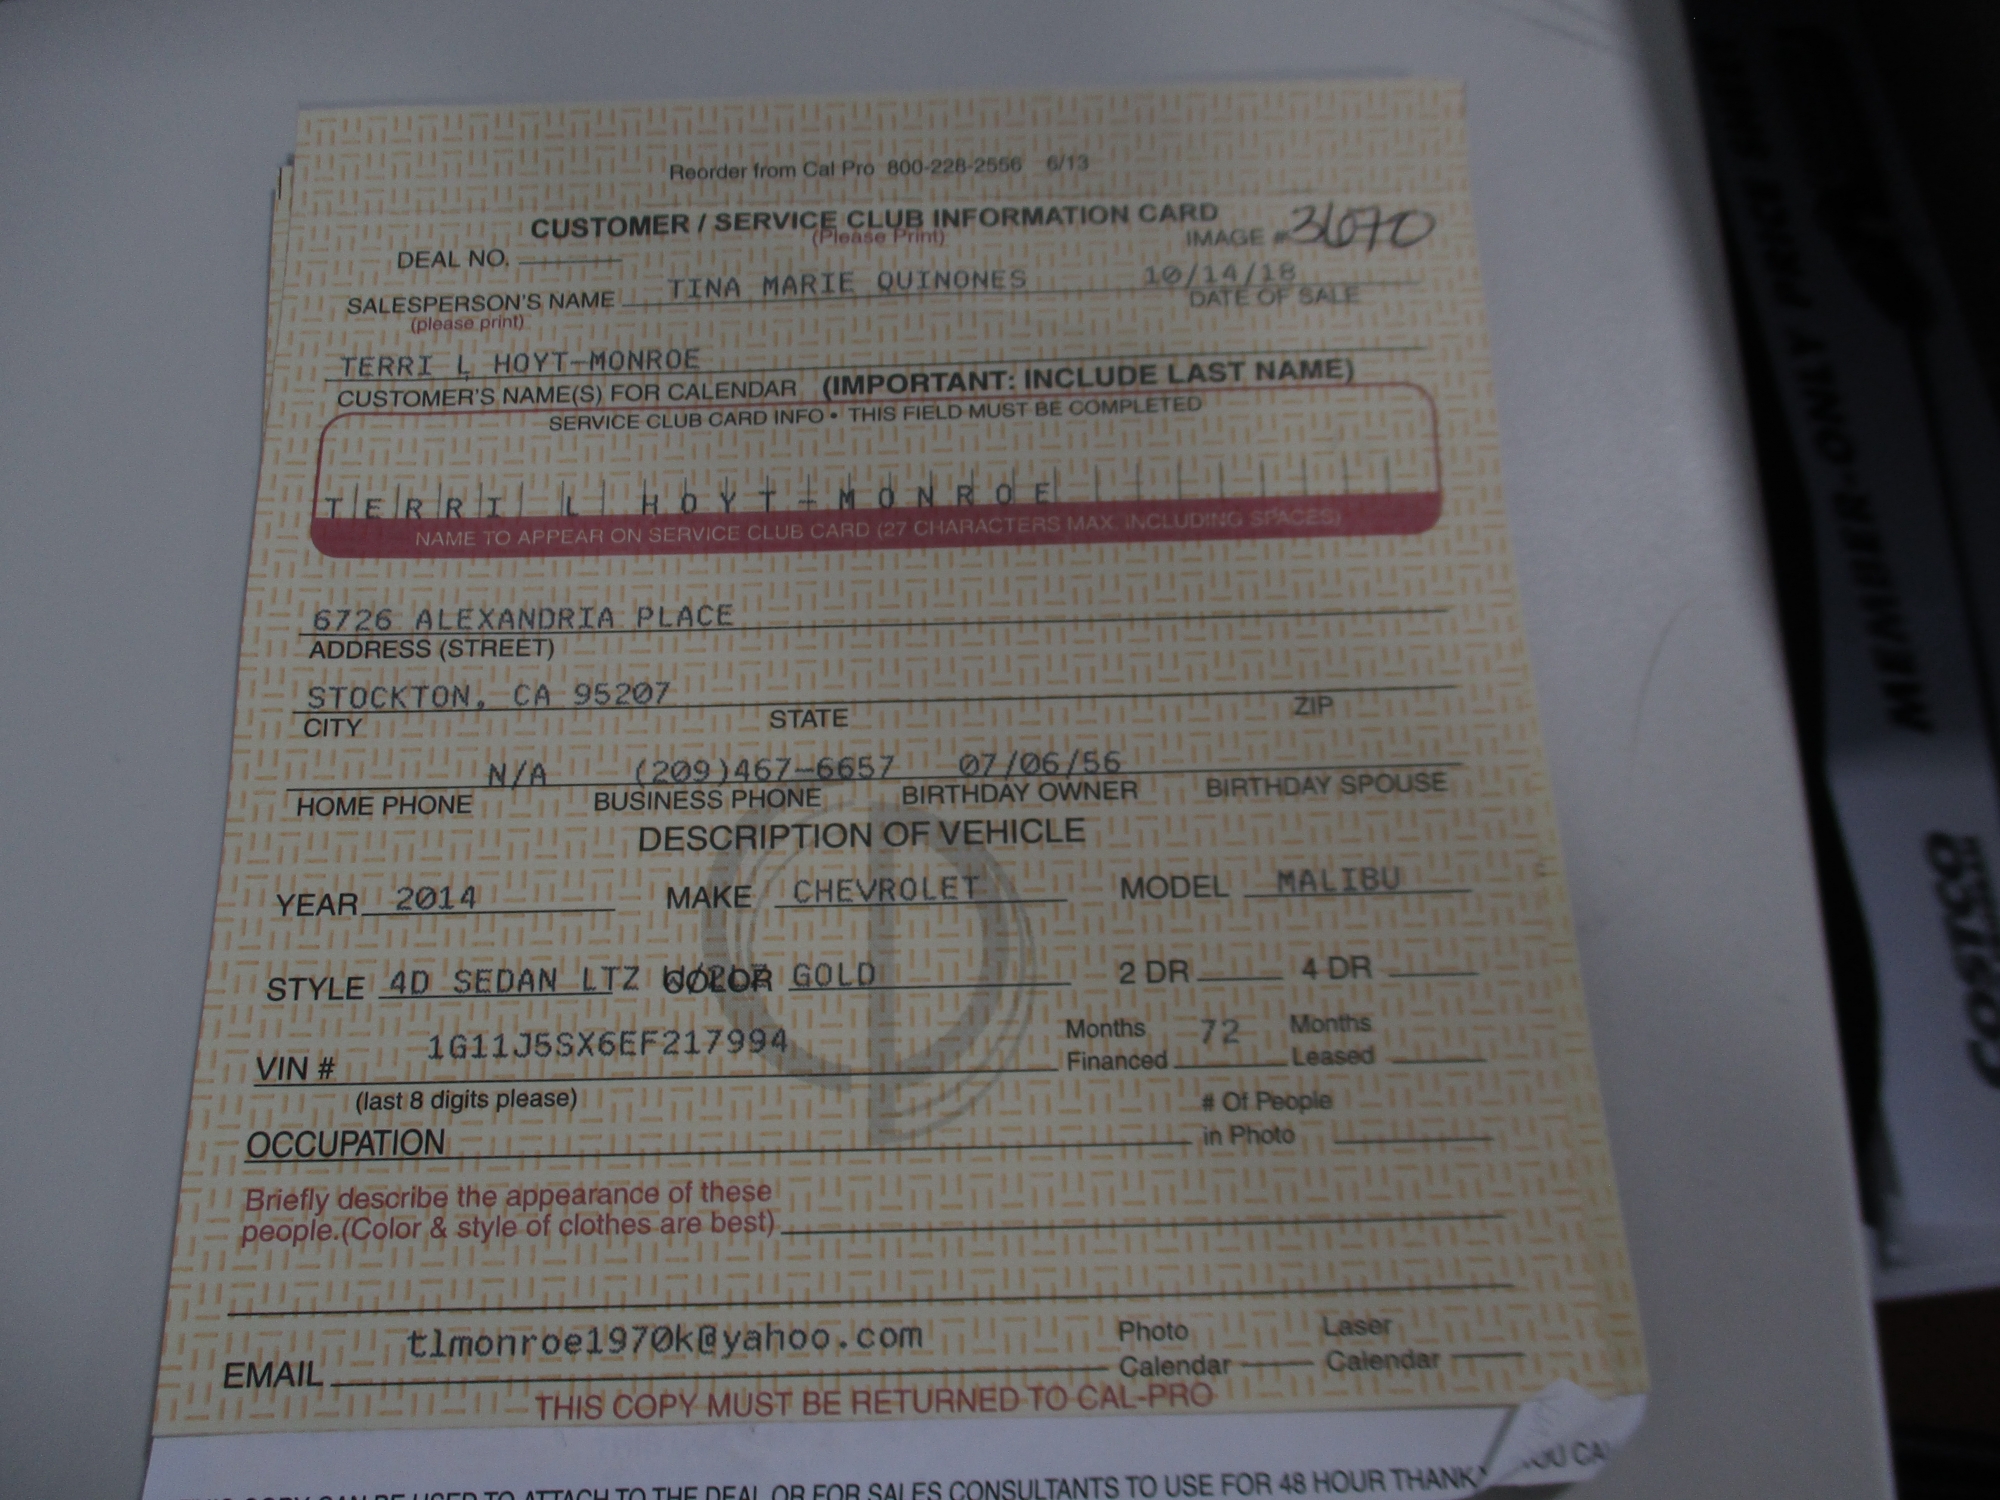 Reorder from Cal Pro 800-228-2556 6/13
CUSTOMER / SERVICE CLUB INFORMATION CARD
(Please Print)
IMAGE # 31670
DEAL NO.
SALESPERSON'S NAME TINA MARIE QUINONES 10/14/18
(please print) DATE OF SALE
TERRI L HOYT-MONROE
CUSTOMER'S NAME(S) FOR CALENDAR (IMPORTANT: INCLUDE LAST NAME)
SERVICE CLUB CARD INFO • THIS FIELD MUST BE COMPLETED
TERRI L HOYT-MONROE
NAME TO APPEAR ON SERVICE CLUB CARD (27 CHARACTERS MAX. INCLUDING SPACES)
6726 ALEXANDRIA PLACE
ADDRESS (STREET)
STOCKTON, CA 95207
CITY STATE ZIP
N/A (209)467-6657 07/06/56
HOME PHONE BUSINESS PHONE BIRTHDAY OWNER BIRTHDAY SPOUSE
DESCRIPTION OF VEHICLE
YEAR 2014 MAKE CHEVROLET MODEL MALIBU
STYLE 4D SEDAN LTZ COLOR GOLD 2 DR 4 DR
VIN # 1G11J5SX6EF217994
Months Financed 72 Months Leased
(last 8 digits please)
OCCUPATION
# Of People in Photo
Briefly describe the appearance of these
people.(Color & style of clothes are best)
EMAIL tlmonroe1970k@yahoo.com
Photo Calendar Laser Calendar
THIS COPY MUST BE RETURNED TO CAL-PRO
COPY CAN BE USED TO ATTACH TO THE DEAL OR FOR SALES CONSULTANTS TO USE FOR 48 HOUR THANK
MEMBER-ONLY
COSTCO